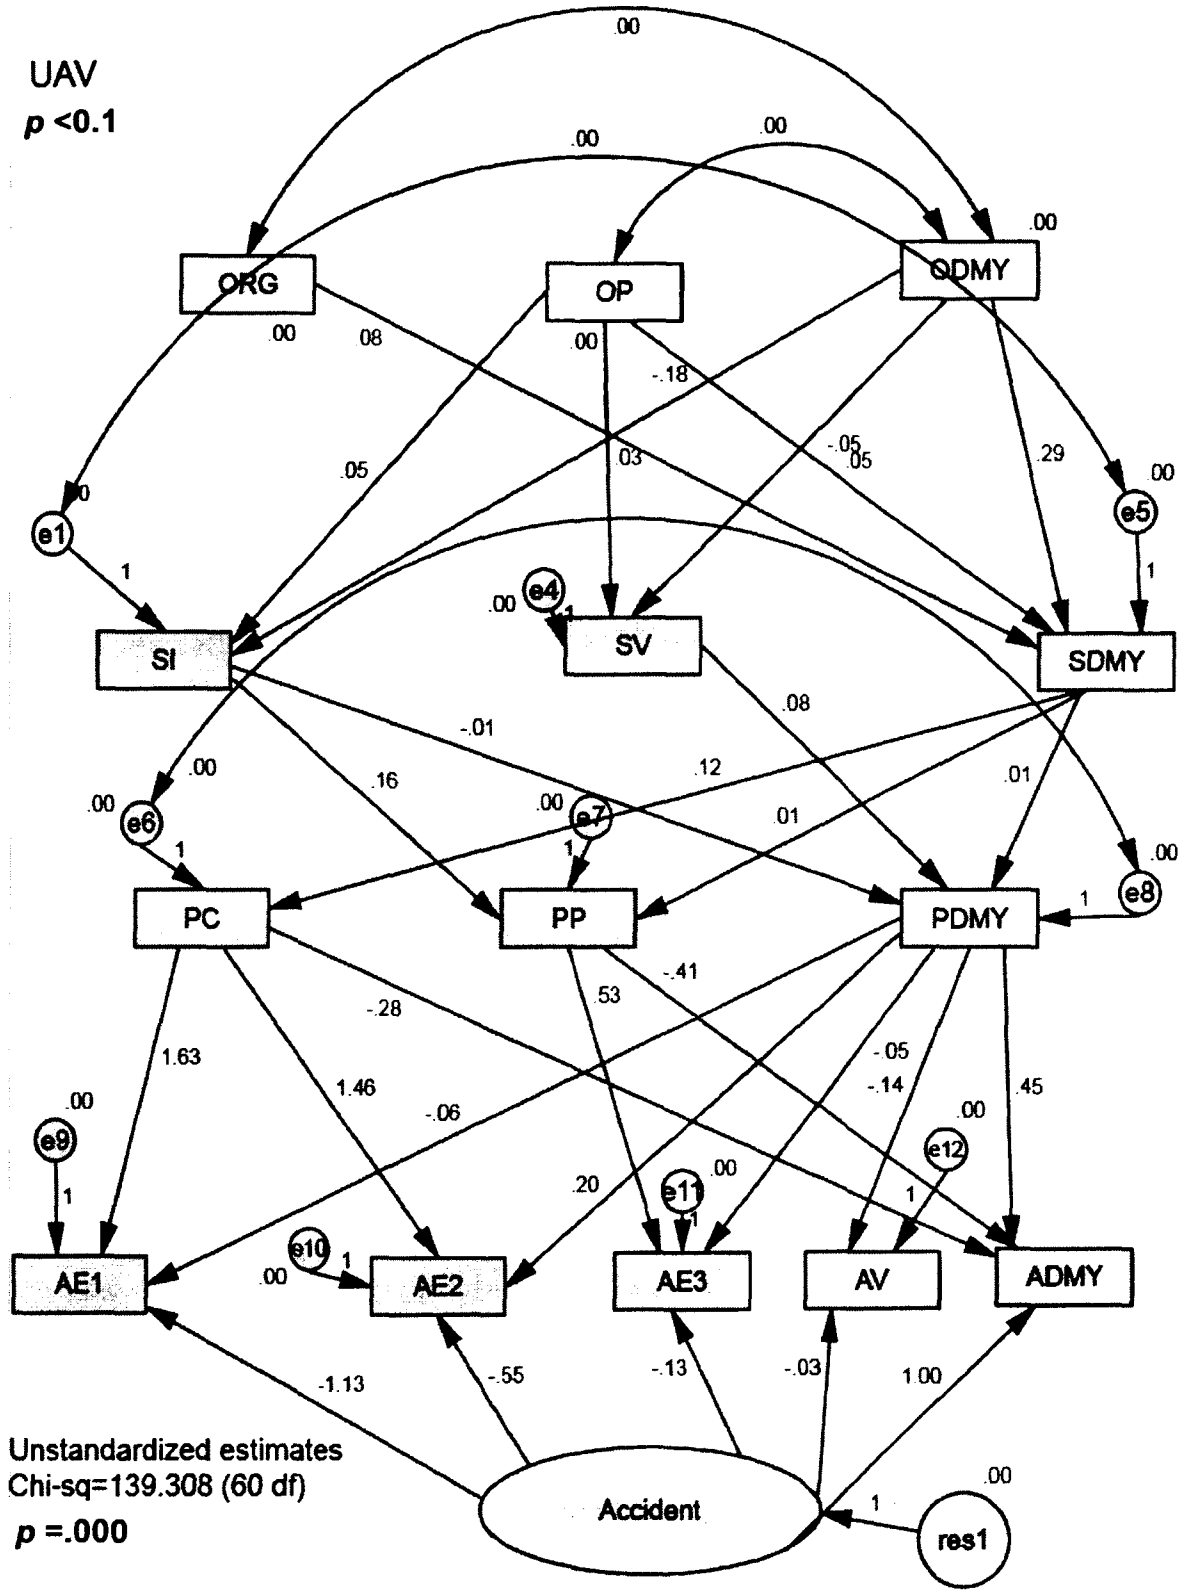 .00
UAV
p <0.1
.00
.00
.00
ORG
OP
ODMY
.00
08
.00
-.18
.05
.03
-.05
.05
.29
.00
e1
e5
1
e4
.00
1
1
SI
SV
SDMY
-.01
.08
.00
.16
.12
.01
.00
e6
.00
e7
.01
.00
1
1
e8
1
PC
PP
PDMY
-.41
-.28
.53
1.63
1.46
-.05
-.14
.45
.00
-.06
.00
e9
e12
1
.20
e11
.00
1
e10
1
1
.00
AE1
AE2
AE3
AV
ADMY
-1.13
-.55
-.13
-.03
1.00
Unstandardized estimates
Chi-sq=139.308 (60 df)
p =.000
Accident
1
.00
res1